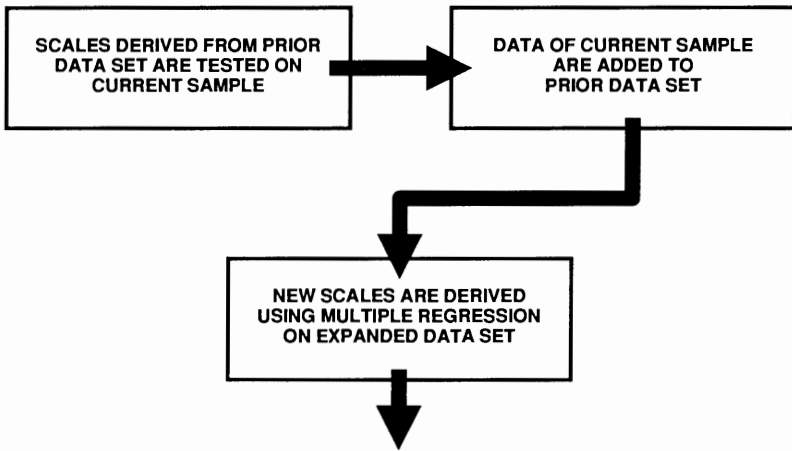 SCALES DERIVED FROM PRIOR
DATA SET ARE TESTED ON
CURRENT SAMPLE
DATA OF CURRENT SAMPLE
ARE ADDED TO
PRIOR DATA SET
NEW SCALES ARE DERIVED
USING MULTIPLE REGRESSION
ON EXPANDED DATA SET